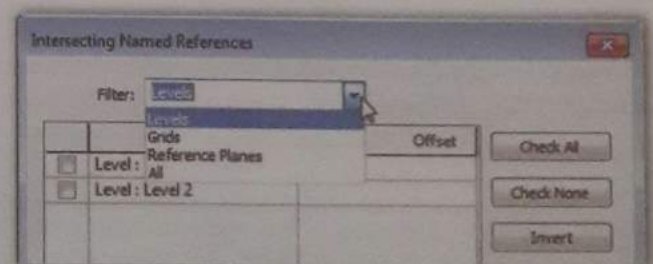 Intersecting Named References
Filter: Levels
Levels
Grids
Reference Planes
All
Offset
Level :
Level : Level 2
Check All
Check None
Invert